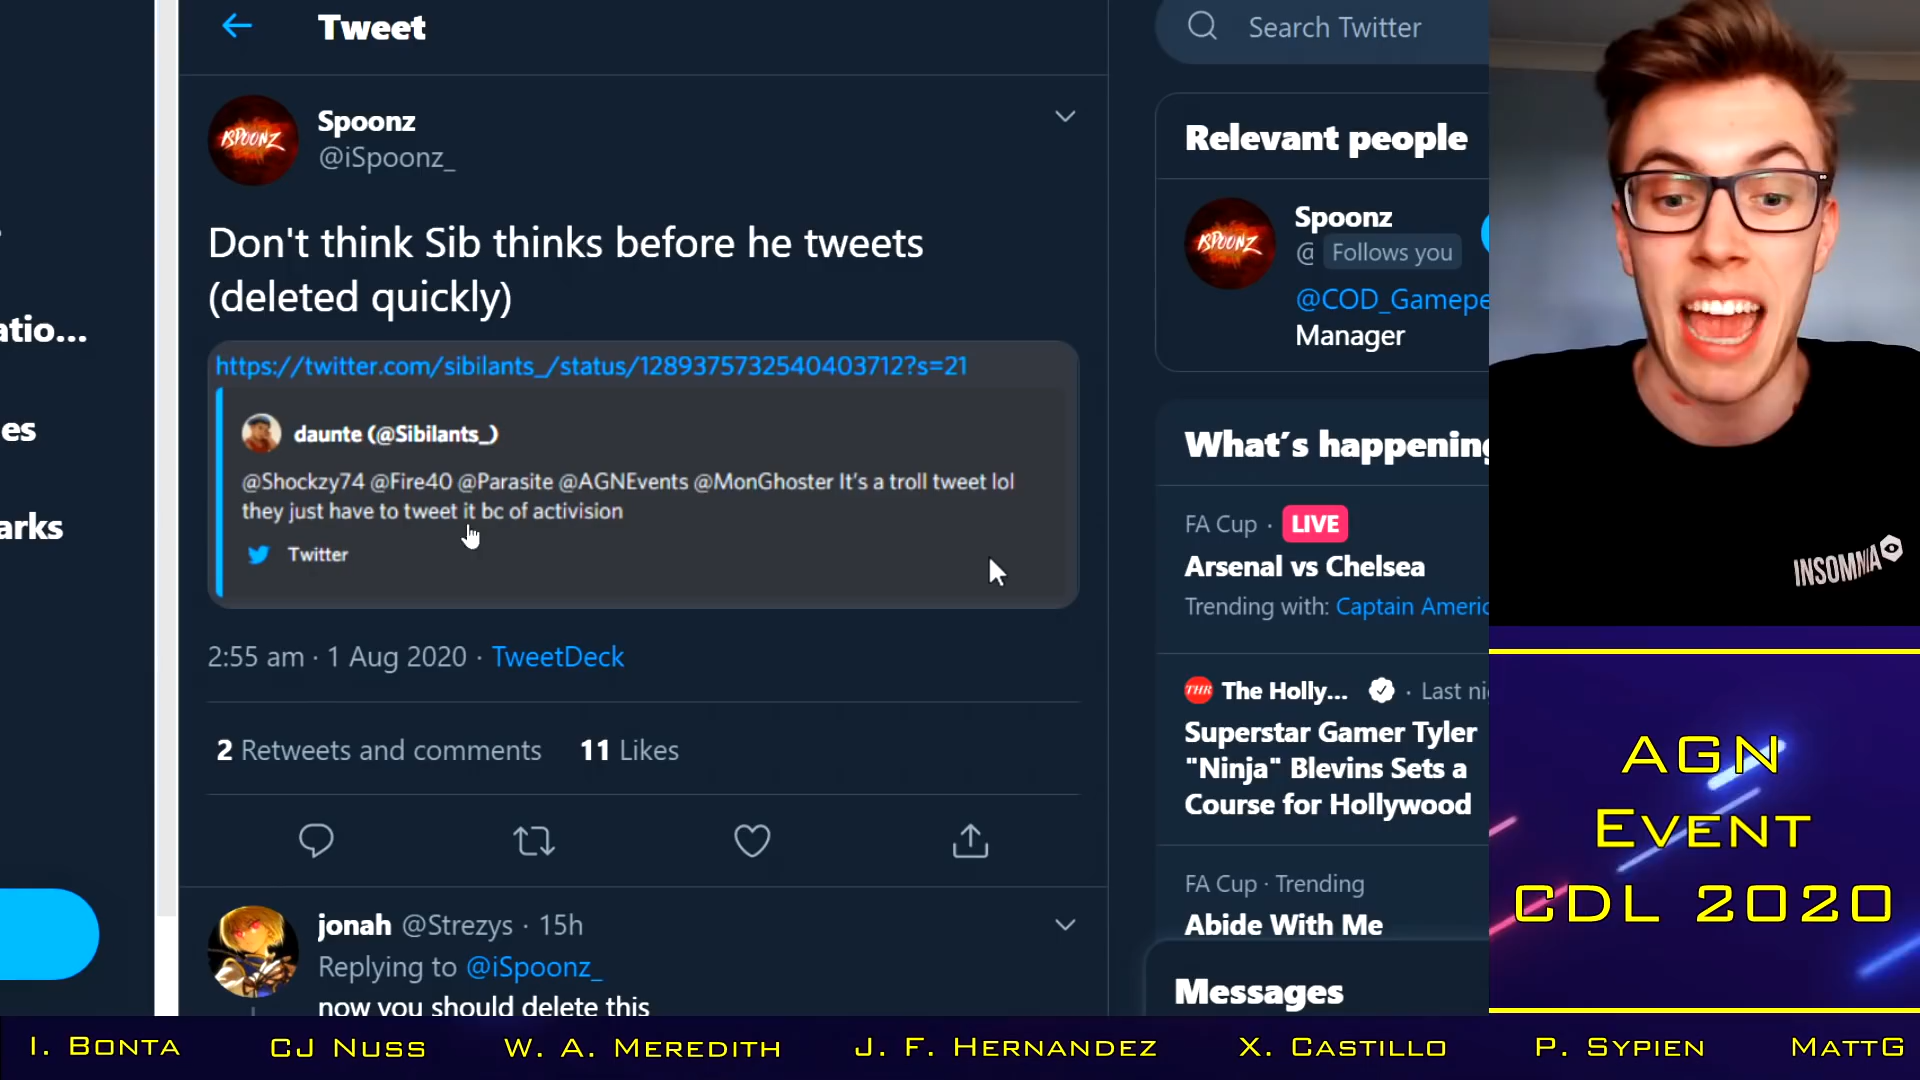 Tweet
Search Twitter
ISPOONZ
Spoonz
@iSpoonz_
Don't think Sib thinks before he tweets
(deleted quickly)
https://twitter.com/sibilants_/status/1289375732540403712?s=21
daunte (@Sibilants_)
@Shockzy74 @Fire40 @Parasite @AGNEvents @MonGhoster It's a troll tweet lol
they just have to tweet it bc of activision
Twitter
2:55 am · 1 Aug 2020 · TweetDeck
2 Retweets and comments 11 Likes
jonah @Strezys · 15h
Replying to @iSpoonz_
now you should delete this
atio...
es
arks
Relevant people
ISPOONZ
Spoonz
@ Follows you
@COD_Gamepe
Manager
What's happening
FA Cup · LIVE
Arsenal vs Chelsea
Trending with: Captain Americ
THR The Holly... · Last ni
Superstar Gamer Tyler
"Ninja" Blevins Sets a
Course for Hollywood
FA Cup · Trending
Abide With Me
Messages
INSOMNIA
AGN
Event
CDL 2020
I. Bonta CJ Nuss W. A. Meredith J. F. Hernandez X. Castillo P. Sypien MattG